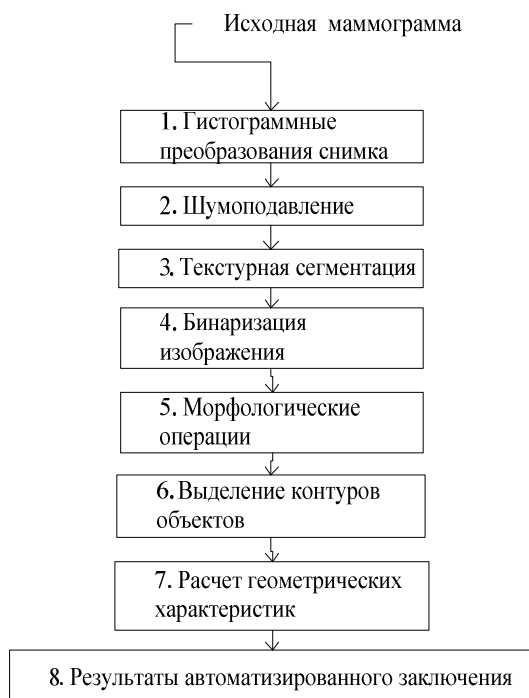 Исходная маммограмма
1. Гистограммные
преобразования снимка
2. Шумоподавление
3. Текстурная сегментация
4. Бинаризация
изображения
5. Морфологические
операции
6. Выделение контуров
объектов
7. Расчет геометрических
характеристик
8. Результаты автоматизированного заключения